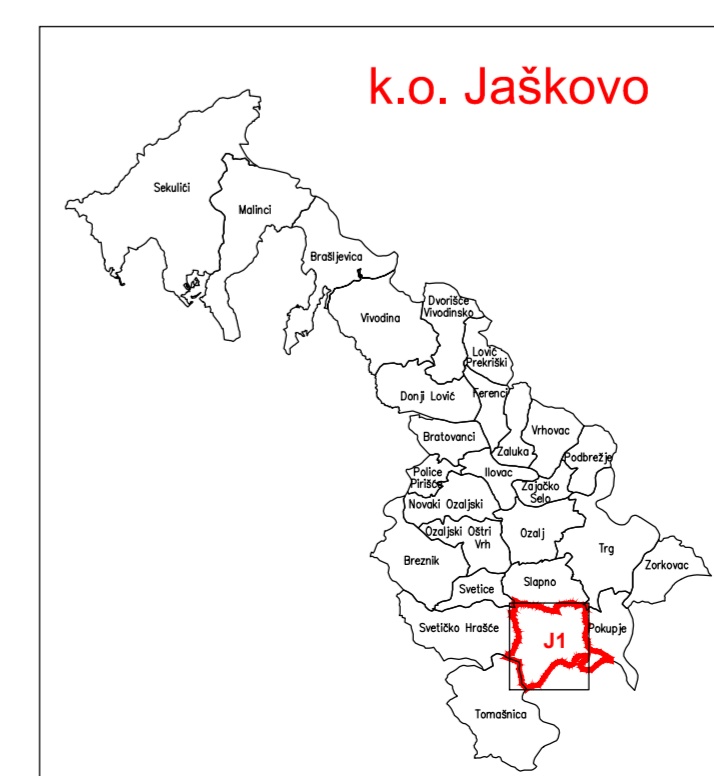 k.o. Jaškovo
Sekulići
Malinci
Brašljevica
Vivodina
Dvorišće
Vivodinsko
Lović
Prekriški
Donji Lović
Ferenci
Vrhovac
Bratovanci
Zaluka
Podbrežje
Police
Pirišće
Ilovac
Zajačko
Selo
Novaki Ozaljski
Ozaljski Oštri
Vrh
Ozalj
Trg
Breznik
Zorkovac
Svetice
Slapno
Svetičko Hrašće
Pokupje
J1
Tomašnica